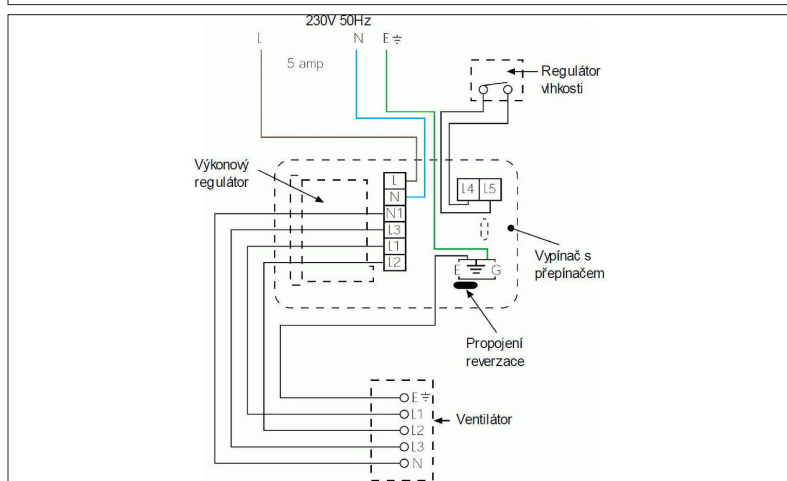 230V 50Hz
L
N
E
5 amp
Regulátor
vlhkosti
Výkonový
regulátor
L
N
N1
L3
L1
L2
L4 L5
E
G
Vypínač s
přepínačem
Propojení
reverzace
E
L1
L2
L3
N
Ventilátor